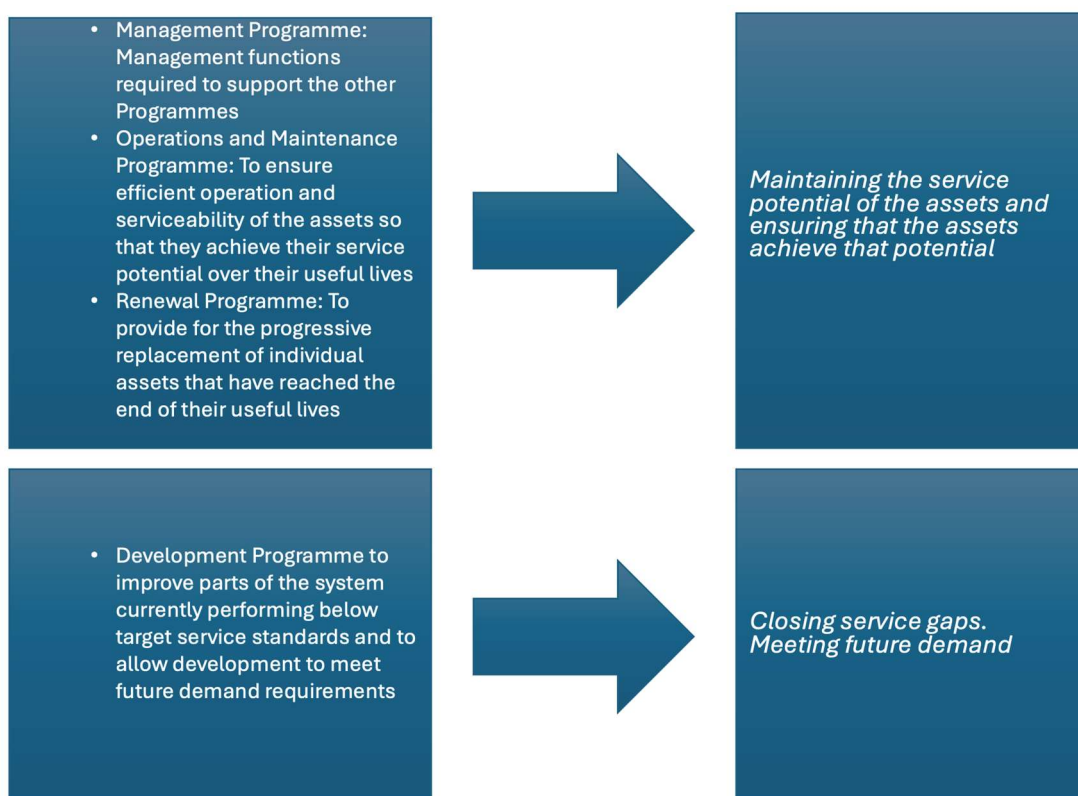 • Management Programme:
Management functions
required to support the other
Programmes
• Operations and Maintenance
Programme: To ensure
efficient operation and
serviceability of the assets so
that they achieve their service
potential over their useful lives
• Renewal Programme: To
provide for the progressive
replacement of individual
assets that have reached the
end of their useful lives
Maintaining the service
potential of the assets and
ensuring that the assets
achieve that potential
• Development Programme to
improve parts of the system
currently performing below
target service standards and to
allow development to meet
future demand requirements
Closing service gaps.
Meeting future demand